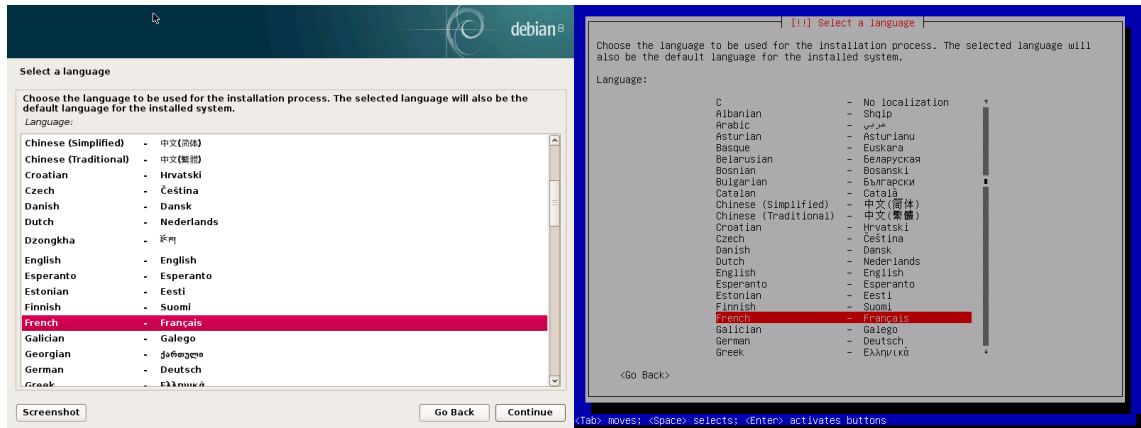 debian 8
Select a language
Choose the language to be used for the installation process. The selected language will also be the
default language for the installed system.
Language:
Chinese (Simplified) - 中文(简体)
Chinese (Traditional) - 中文(繁體)
Croatian - Hrvatski
Czech - Čeština
Danish - Dansk
Dutch - Nederlands
Dzongkha - རྫོང་ཁ།
English - English
Esperanto - Esperanto
Estonian - Eesti
Finnish - Suomi
French - Français
Galician - Galego
Georgian - ქართული
German - Deutsch
Greek - Ελληνικά
Screenshot
Go Back
Continue
[!!] Select a language
Choose the language to be used for the installation process. The selected language will
also be the default language for the installed system.
Language:
C - No localization
Albanian - Shqip
Arabic - عربي
Asturian - Asturianu
Basque - Euskara
Belarusian - Беларуская
Bosnian - Bosanski
Bulgarian - Български
Catalan - Català
Chinese (Simplified) - 中文(简体)
Chinese (Traditional) - 中文(繁體)
Croatian - Hrvatski
Czech - Čeština
Danish - Dansk
Dutch - Nederlands
English - English
Esperanto - Esperanto
Estonian - Eesti
Finnish - Suomi
French - Français
Galician - Galego
German - Deutsch
Greek - Ελληνικά
<Go Back>
<Tab> moves; <Space> selects; <Enter> activates buttons